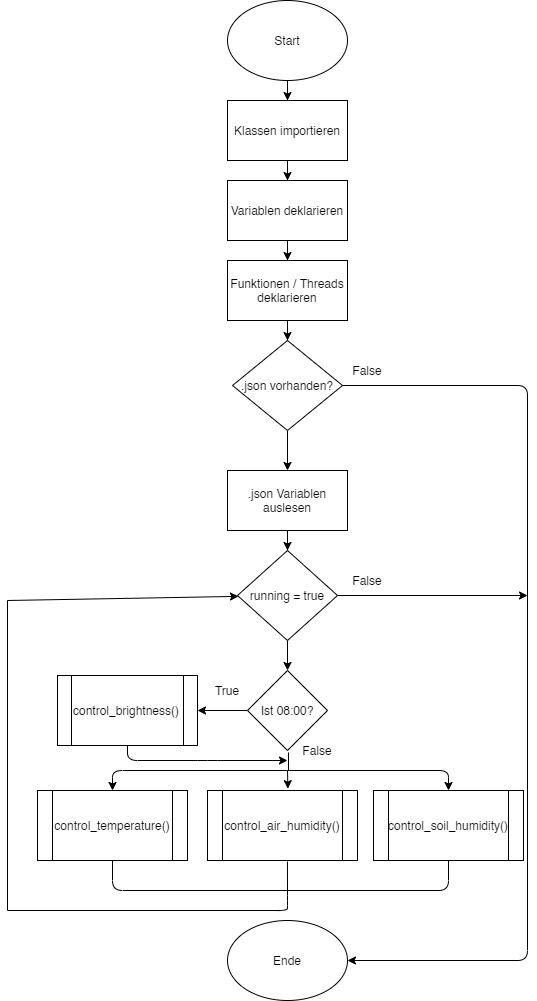 Start
Klassen importieren
Variablen deklarieren
Funktionen / Threads
deklarieren
.json vorhanden?
False
.json Variablen
auslesen
running = true
False
Ist 08:00?
True
control_brightness()
False
control_temperature()
control_air_humidity()
control_soil_humidity()
Ende